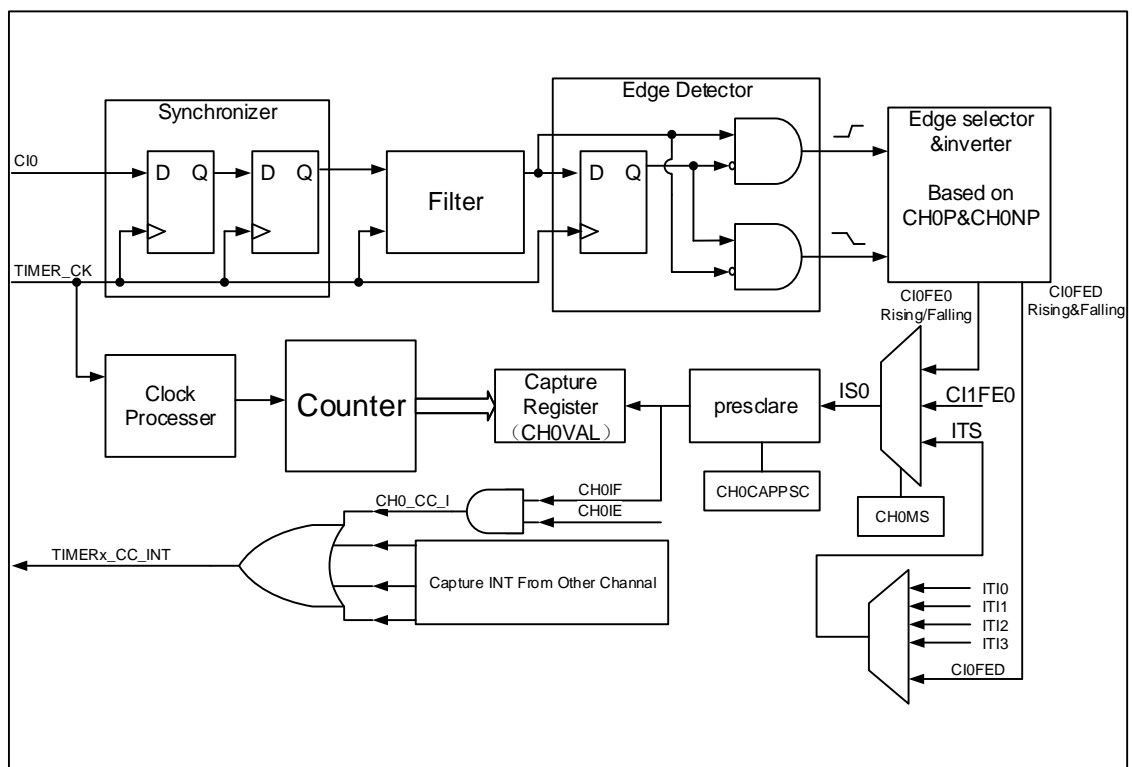 Synchronizer
Edge Detector
CI0
D Q
D Q
Filter
D Q
Edge selector
&inverter
Based on
CH0P&CH0NP
TIMER_CK
CI0FE0
Rising/Falling
CI0FED
Rising&Falling
Clock
Processer
Counter
Capture
Register
（CH0VAL）
presclare
IS0
CI1FE0
ITS
CH0CAPPSC
CH0MS
CH0_CC_I
CH0IF
CH0IE
TIMERx_CC_INT
Capture INT From Other Channel
ITI0
ITI1
ITI2
ITI3
CI0FED